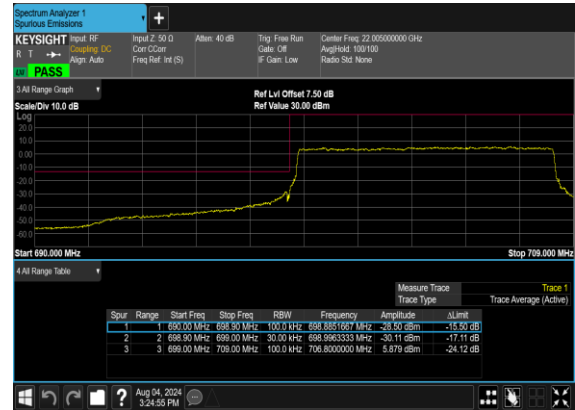 Spectrum Analyzer 1
Spurious Emissions
KEYSIGHT Input: RF Input Z: 50 Ω Atten: 40 dB Trig: Free Run Center Freq: 22.005000000 GHz
R T Coupling: DC Corr CCorr Gate: Off Avg|Hold: 100/100
Align: Auto Freq Ref: Int (S) IF Gain: Low Radio Std: None
LXI PASS
3 All Range Graph
Ref Lvl Offset 7.50 dB
Scale/Div 10.0 dB Ref Value 30.00 dBm
Log
20.0
10.0
0.00
-10.0
-20.0
-30.0
-40.0
-50.0
-60.0
Start 690.000 MHz Stop 709.000 MHz
4 All Range Table
Measure Trace Trace 1
Trace Type Trace Average (Active)
Spur Range Start Freq Stop Freq RBW Frequency Amplitude ΔLimit
1 1 690.00 MHz 698.90 MHz 100.0 kHz 698.8851667 MHz -28.50 dBm -15.50 dB
2 2 698.90 MHz 699.00 MHz 30.00 kHz 698.9963333 MHz -30.11 dBm -17.11 dB
3 3 699.00 MHz 709.00 MHz 100.0 kHz 706.8000000 MHz 5.879 dBm -24.12 dB
Aug 04, 2024
3:24:55 PM